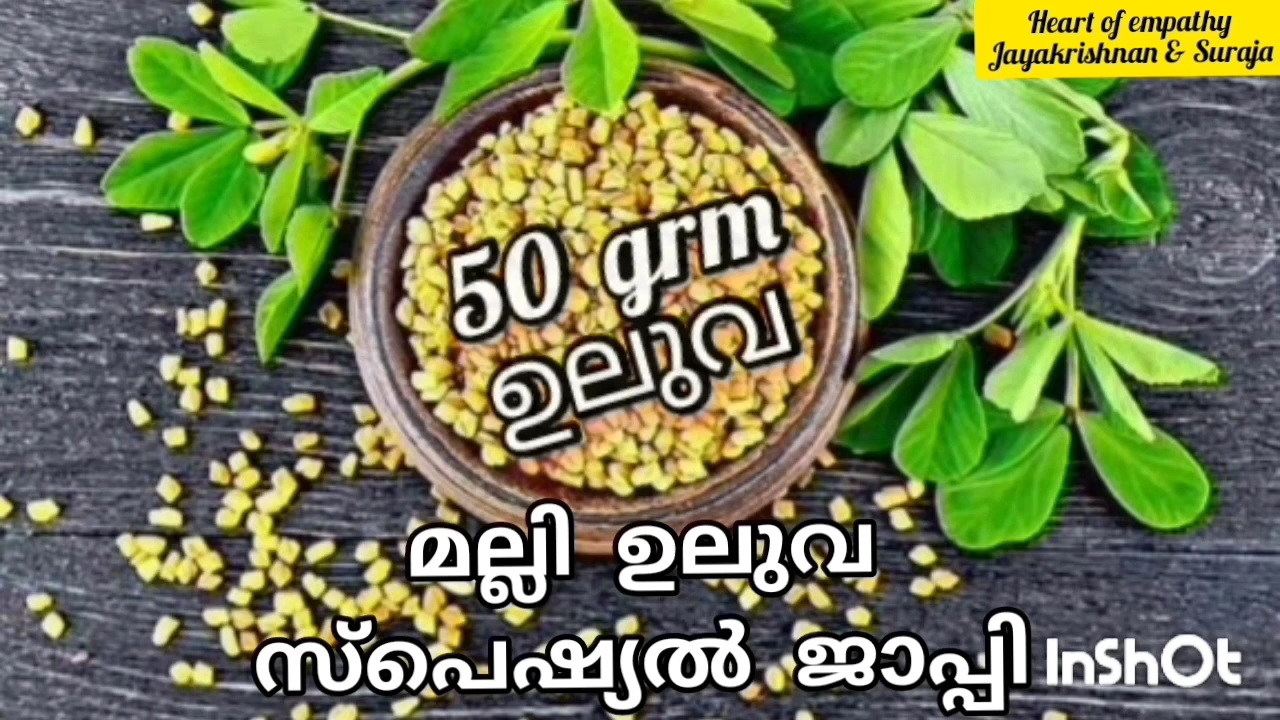 Heart of empathy
Jayakrishnan & Suraja
50 grm
ഉലുവ
മല്ലി ഉലുവ
സ്പെഷ്യൽ ജാപ്പി
InShOt